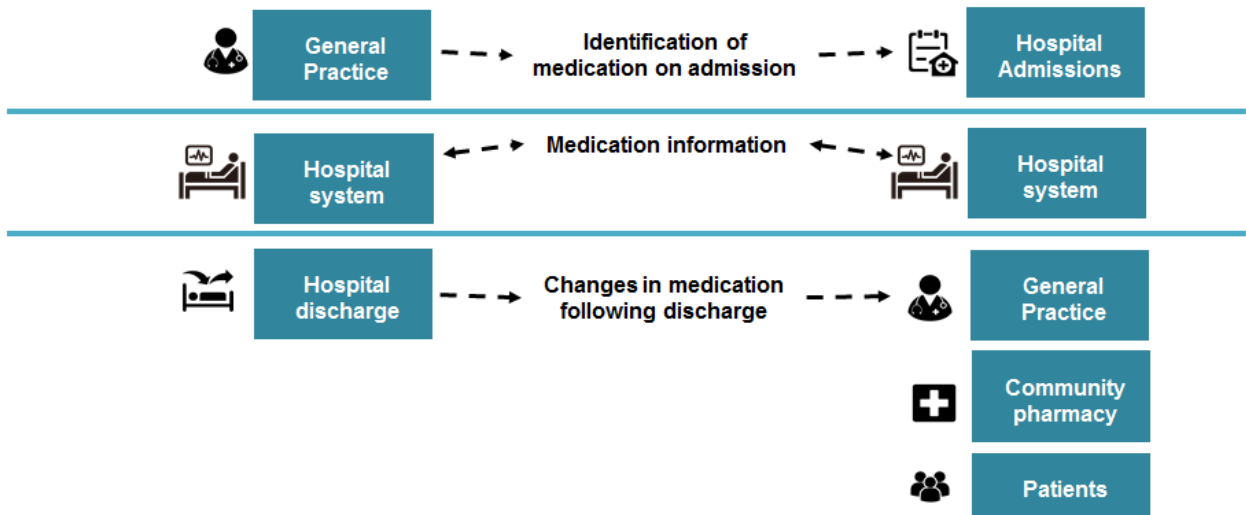 General
Practice
Identification of
medication on admission
Hospital
Admissions
Hospital
system
Medication information
Hospital
system
Hospital
discharge
Changes in medication
following discharge
General
Practice
Community
pharmacy
Patients